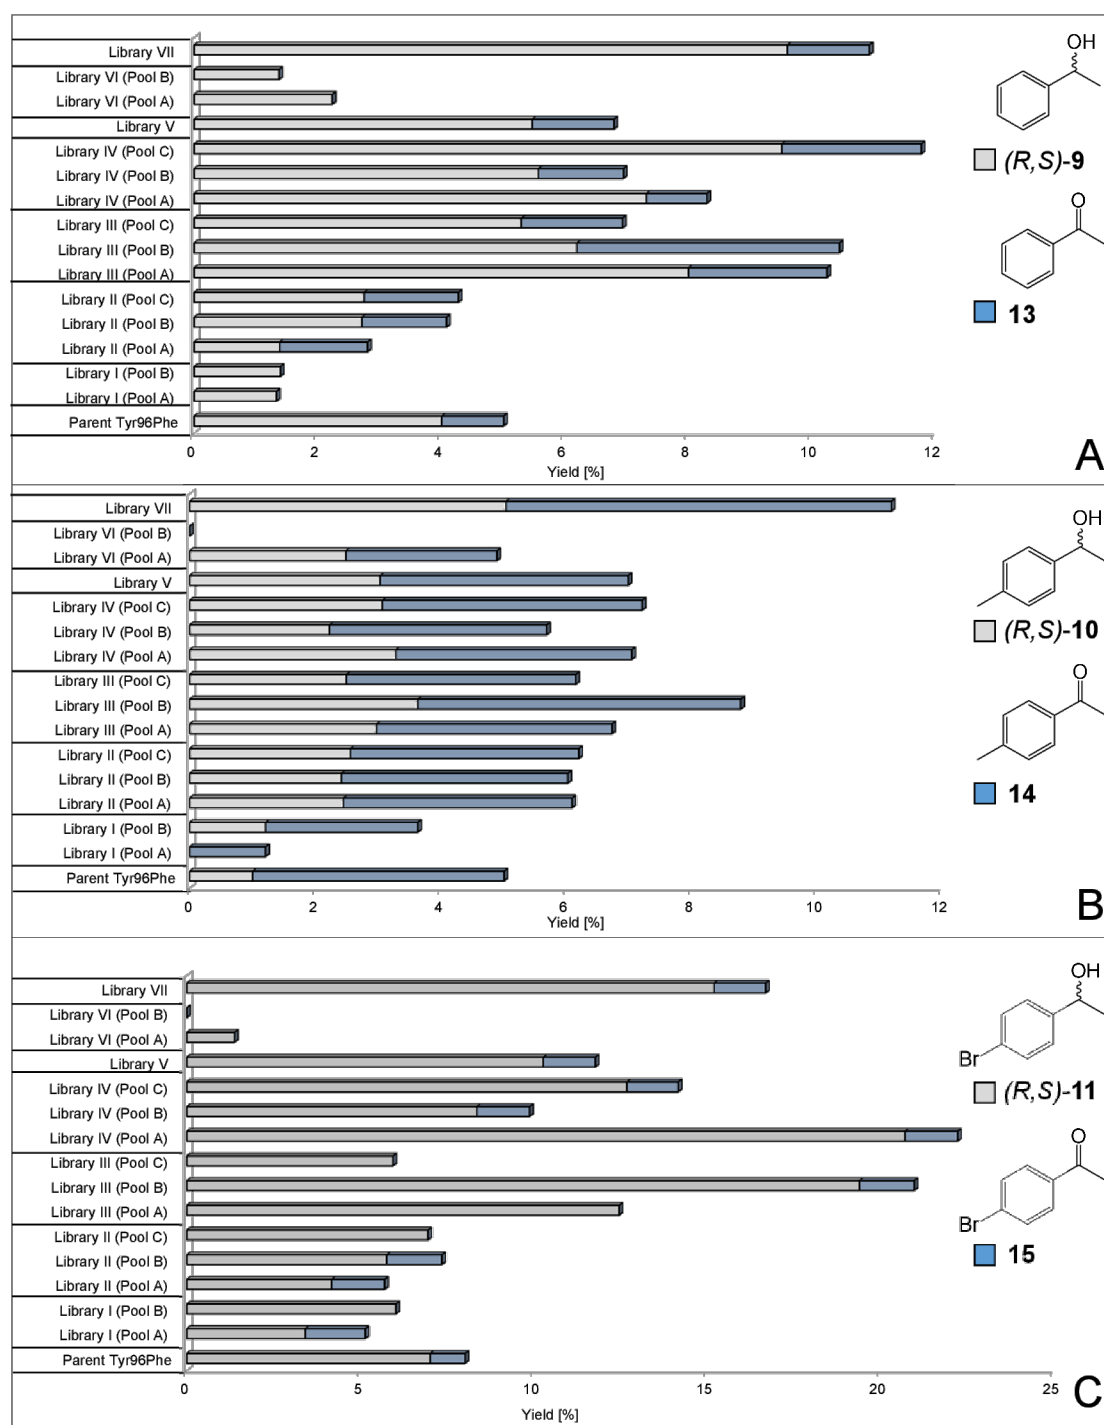 Library VII
Library VI (Pool B)
Library VI (Pool A)
Library V
Library IV (Pool C)
Library IV (Pool B)
Library IV (Pool A)
Library III (Pool C)
Library III (Pool B)
Library III (Pool A)
Library II (Pool C)
Library II (Pool B)
Library II (Pool A)
Library I (Pool B)
Library I (Pool A)
Parent Tyr96Phe
0 2 4 6 8 10 12
Yield [%]
OH
(R,S)-9
O
13
A
Library VII
Library VI (Pool B)
Library VI (Pool A)
Library V
Library IV (Pool C)
Library IV (Pool B)
Library IV (Pool A)
Library III (Pool C)
Library III (Pool B)
Library III (Pool A)
Library II (Pool C)
Library II (Pool B)
Library II (Pool A)
Library I (Pool B)
Library I (Pool A)
Parent Tyr96Phe
0 2 4 6 8 10 12
Yield [%]
OH
(R,S)-10
O
14
B
Library VII
Library VI (Pool B)
Library VI (Pool A)
Library V
Library IV (Pool C)
Library IV (Pool B)
Library IV (Pool A)
Library III (Pool C)
Library III (Pool B)
Library III (Pool A)
Library II (Pool C)
Library II (Pool B)
Library II (Pool A)
Library I (Pool B)
Library I (Pool A)
Parent Tyr96Phe
0 5 10 15 20 25
Yield [%]
OH
Br
(R,S)-11
O
Br
15
C